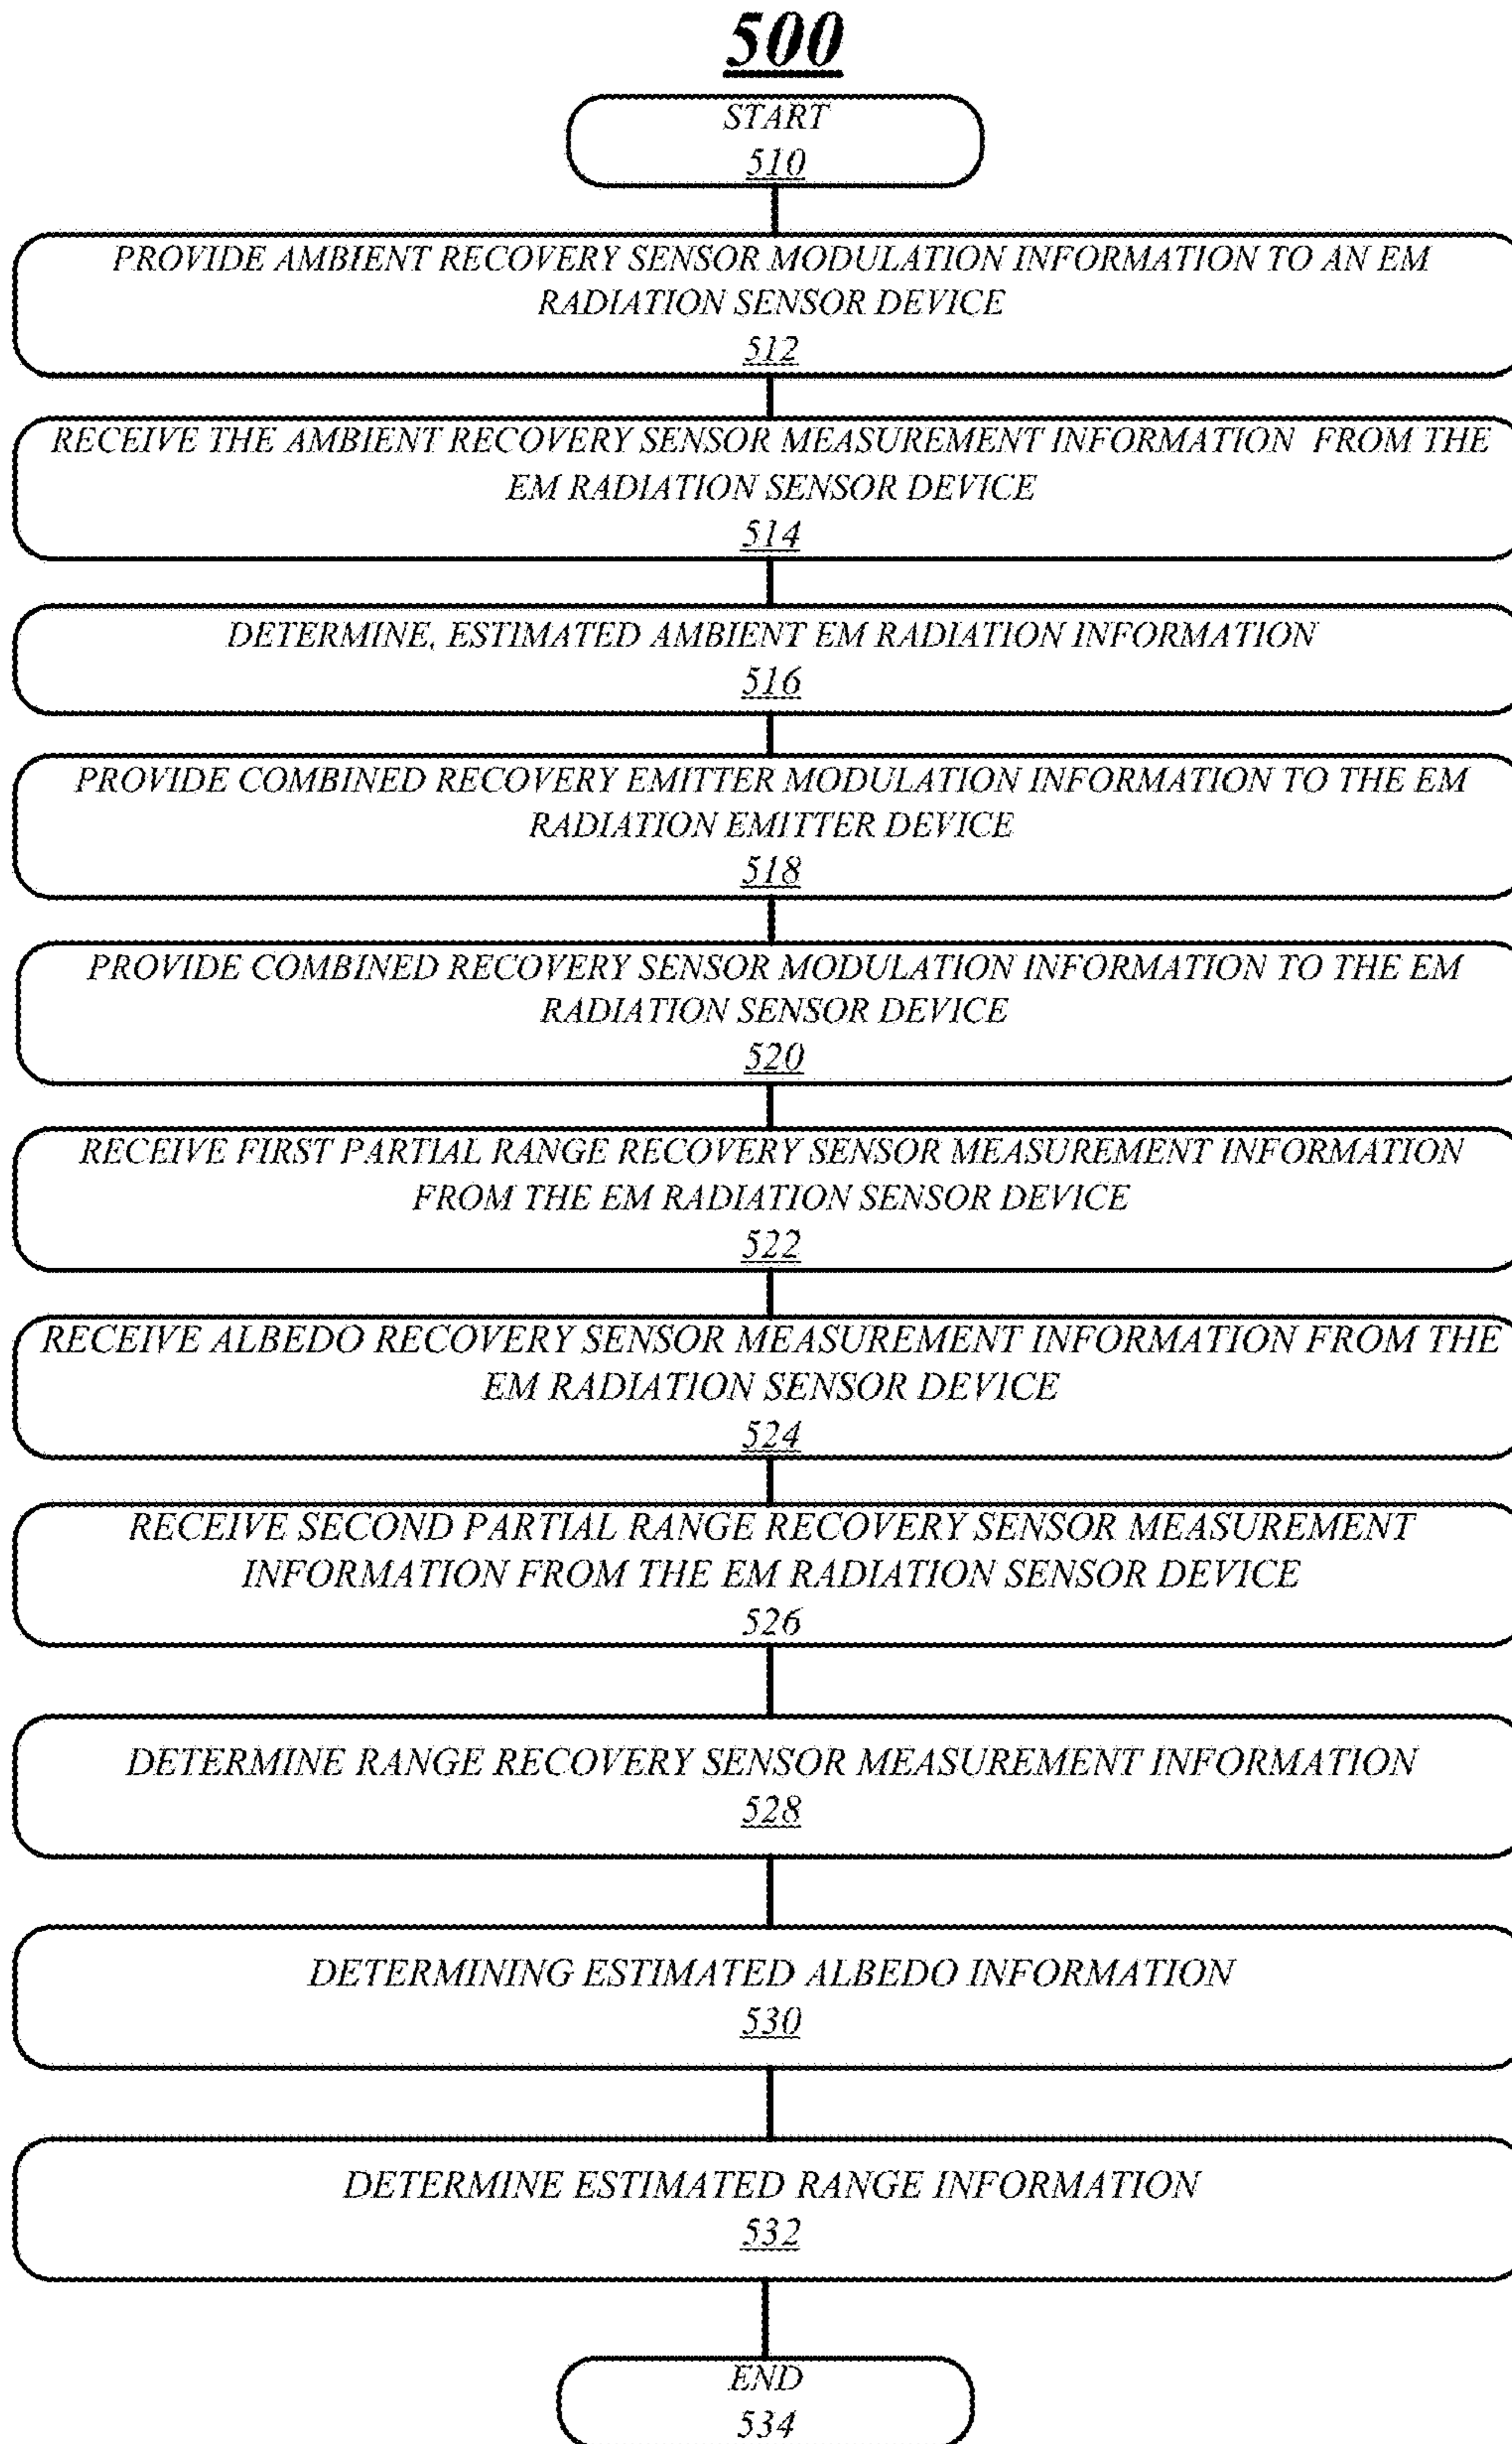 500
START
510
PROVIDE AMBIENT RECOVERY SENSOR MODULATION INFORMATION TO AN EM
RADIATION SENSOR DEVICE
512
RECEIVE THE AMBIENT RECOVERY SENSOR MEASUREMENT INFORMATION FROM THE
EM RADIATION SENSOR DEVICE
514
DETERMINE, ESTIMATED AMBIENT EM RADIATION INFORMATION
516
PROVIDE COMBINED RECOVERY EMITTER MODULATION INFORMATION TO THE EM
RADIATION EMITTER DEVICE
518
PROVIDE COMBINED RECOVERY SENSOR MODULATION INFORMATION TO THE EM
RADIATION SENSOR DEVICE
520
RECEIVE FIRST PARTIAL RANGE RECOVERY SENSOR MEASUREMENT INFORMATION
FROM THE EM RADIATION SENSOR DEVICE
522
RECEIVE ALBEDO RECOVERY SENSOR MEASUREMENT INFORMATION FROM THE
EM RADIATION SENSOR DEVICE
524
RECEIVE SECOND PARTIAL RANGE RECOVERY SENSOR MEASUREMENT
INFORMATION FROM THE EM RADIATION SENSOR DEVICE
526
DETERMINE RANGE RECOVERY SENSOR MEASUREMENT INFORMATION
528
DETERMINING ESTIMATED ALBEDO INFORMATION
530
DETERMINE ESTIMATED RANGE INFORMATION
532
END
534